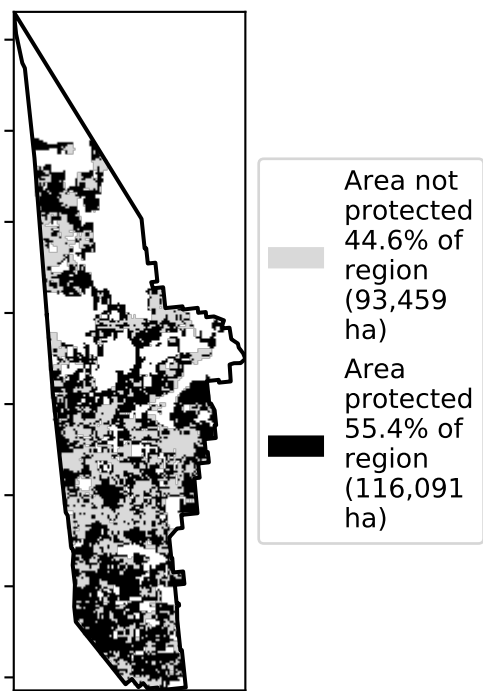 Area not
protected
44.6% of
region
(93,459
ha)
Area
protected
55.4% of
region
(116,091
ha)